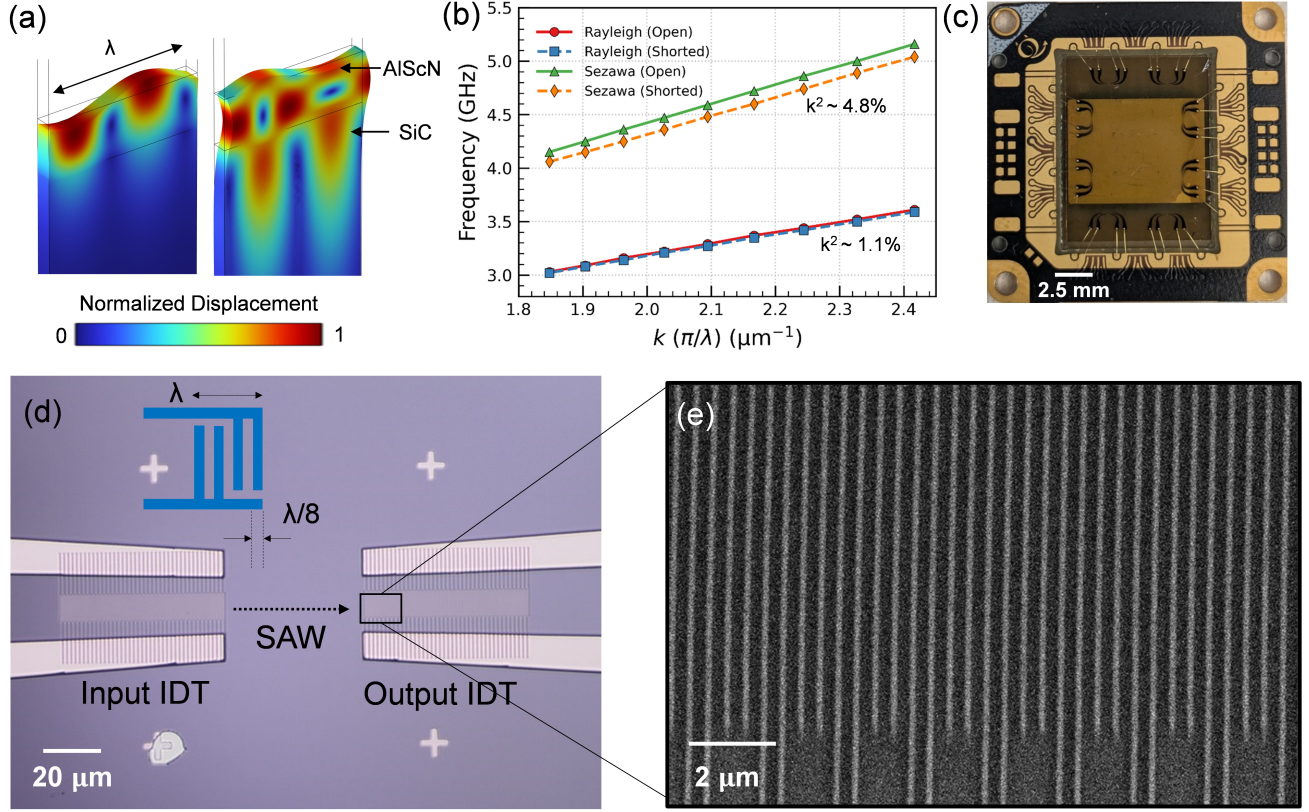 (a)
λ
AlScN
SiC
Normalized Displacement
0
1
(b)
Frequency (GHz)
5.5
5.0
4.5
4.0
3.5
3.0
Rayleigh (Open)
Rayleigh (Shorted)
Sezawa (Open)
Sezawa (Shorted)
k² ~ 4.8%
k² ~ 1.1%
1.8 1.9 2.0 2.1 2.2 2.3 2.4
k (π/λ) (μm⁻¹)
(c)
2.5 mm
(d)
λ
λ/8
SAW
Input IDT
Output IDT
20 μm
(e)
2 μm